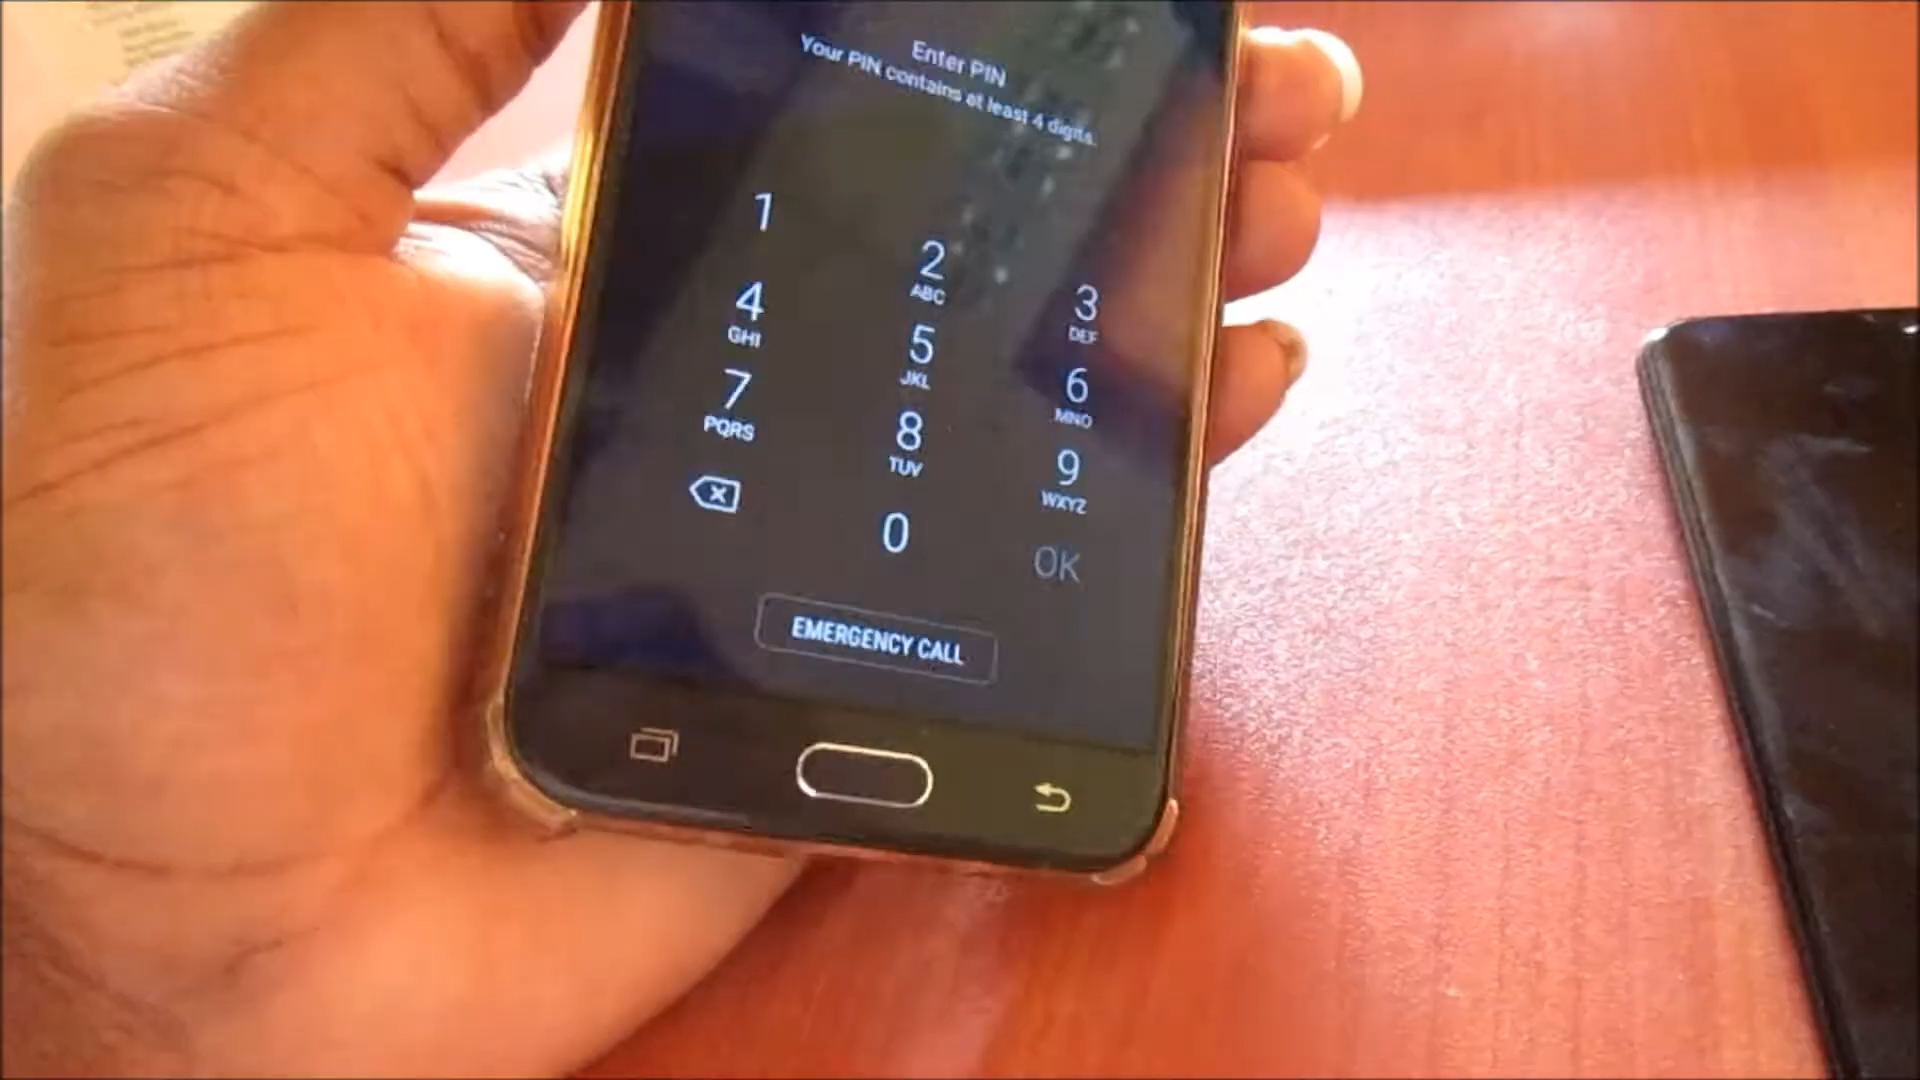 Enter PIN
Your PIN contains at least 4 digits.
1
2
ABC
3
DEF
4
GHI
5
JKL
6
MNO
7
PQRS
8
TUV
9
WXYZ
0
OK
EMERGENCY CALL